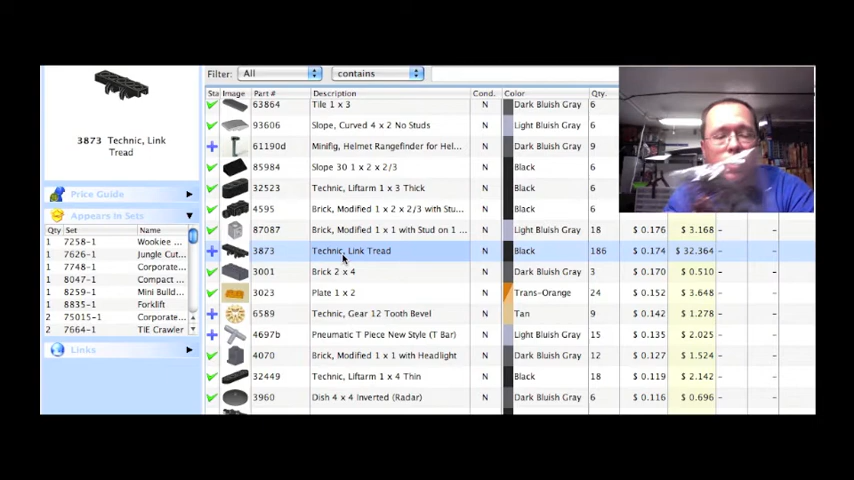 Filter: All contains
Sta Image Part # Description Cond. Color Qty.
63864 Tile 1 x 3 Dark Bluish Gray 6
93606 Slope, Curved 4 x 2 No Studs N Light Bluish Gray 6
61190d Minifig, Helmet Rangefinder for Hel... N Dark Bluish Gray 9
85984 Slope 30 1 x 2 x 2/3 N Black 6
32523 Technic, Liftarm 1 x 3 Thick N Black 6
4595 Brick, Modified 1 x 2 x 2/3 with Stu... N Dark Bluish Gray 6
87087 Brick, Modified 1 x 1 with Stud on 1 ... N Light Bluish Gray 18 $ 0.176 $ 3.168 -
3873 Technic, Link Tread N Black 186 $ 0.174 $ 32.364 - -
3001 Brick 2 x 4 N Dark Bluish Gray 3 $ 0.170 $ 0.510 - -
3023 Plate 1 x 2 N Trans-Orange 24 $ 0.152 $ 3.648 - -
6589 Technic, Gear 12 Tooth Bevel N Tan 9 $ 0.142 $ 1.278 - -
4697b Pneumatic T Piece New Style (T Bar) N Light Bluish Gray 15 $ 0.135 $ 2.025 - -
4070 Brick, Modified 1 x 1 with Headlight N Dark Bluish Gray 12 $ 0.127 $ 1.524 - -
32449 Technic, Liftarm 1 x 4 Thin N Black 18 $ 0.119 $ 2.142 - -
3960 Dish 4 x 4 Inverted (Radar) N Dark Bluish Gray 6 $ 0.116 $ 0.696 - -
3873 Technic, Link
Tread
Price Guide
Appears in Sets
Qty Set Name
1 7258-1 Wookiee ...
1 7626-1 Jungle Cut...
1 7748-1 Corporate...
1 8047-1 Compact ...
1 8259-1 Mini Build...
1 8835-1 Forklift
2 75015-1 Corporat...
2 7664-1 TIE Crawler
Links